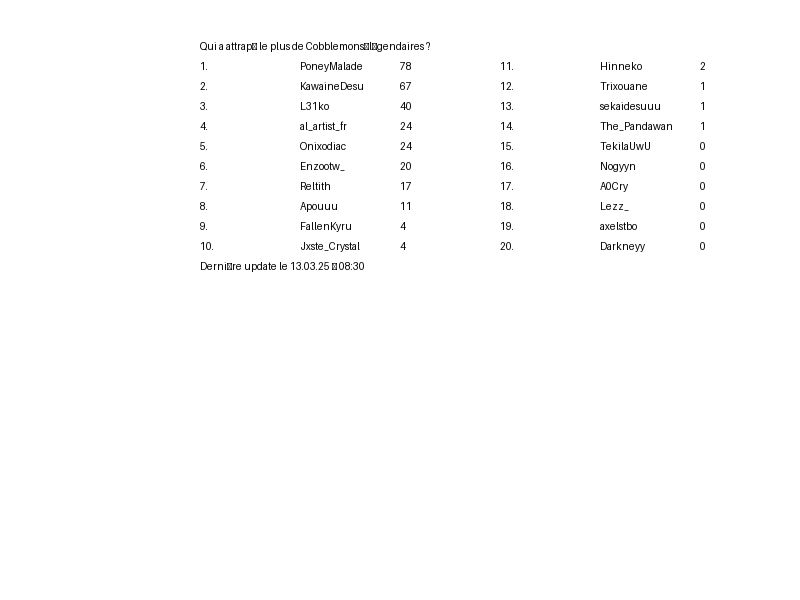 Qui a attrap□ le plus de Cobblemons□l□gendaires ?
1. PoneyMalade 78 11. Hinneko 2
2. KawaineDesu 67 12. Trixouane 1
3. L31ko 40 13. sekaidesuuu 1
4. al_artist_fr 24 14. The_Pandawan 1
5. Onixodiac 24 15. TekilaUwU 0
6. Enzootw_ 20 16. Nogyyn 0
7. Reltith 17 17. A0Cry 0
8. Apouuu 11 18. Lezz_ 0
9. FallenKyru 4 19. axelstbo 0
10. Jxste_Crystal 4 20. Darkneyy 0
Derni□re update le 13.03.25 □ 08:30